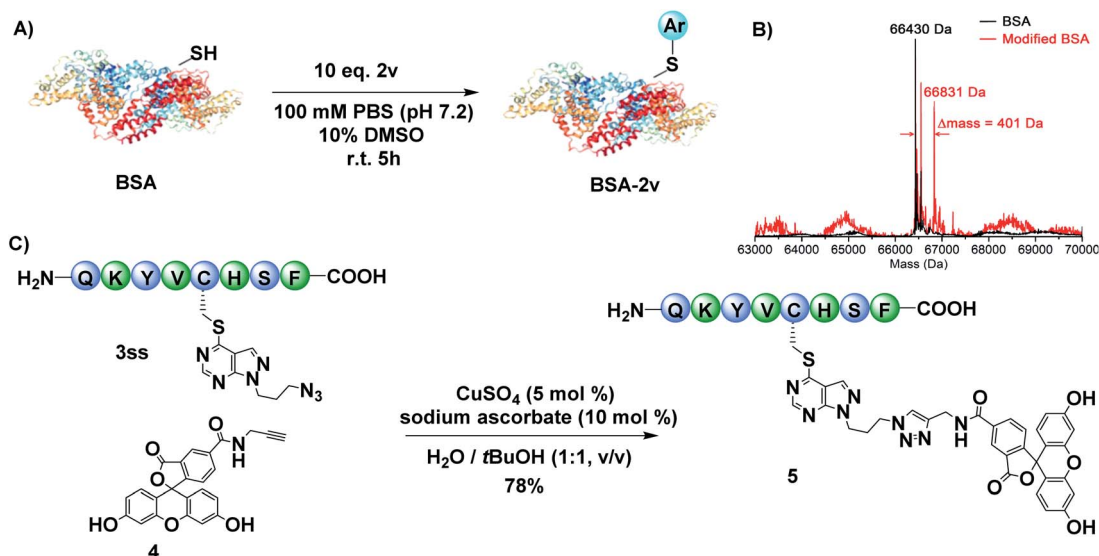 A)
SH
BSA
10 eq. 2v
100 mM PBS (pH 7.2)
10% DMSO
r.t. 5h
Ar
S
BSA-2v
B)
BSA
Modified BSA
66430 Da
66831 Da
Δmass = 401 Da
63000 64000 65000 66000 67000 68000 69000 70000
Mass (Da)
C)
H₂N Q K Y V C H S F COOH
S
N
N
N
N
N₃
3ss
O
N
H
O
O
HO
O
OH
4
CuSO₄ (5 mol %)
sodium ascorbate (10 mol %)
H₂O / tBuOH (1:1, v/v)
78%
H₂N Q K Y V C H S F COOH
S
N
N
N
N
N
N=N
N
H
O
O
O
OH
O
OH
5